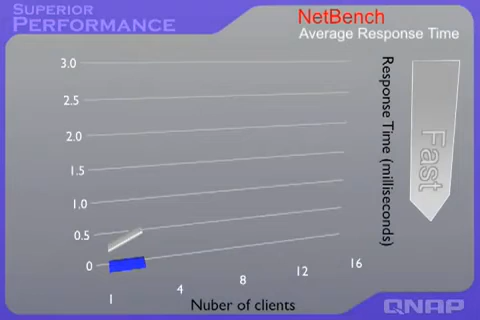 SUPERIOR
PERFORMANCE
NetBench
Average Response Time
3.0
2.5
2.0
1.5
1.0
0.5
0
1
4
8
12
16
Nuber of clients
Response Time (milliseconds)
Fast
QNAP